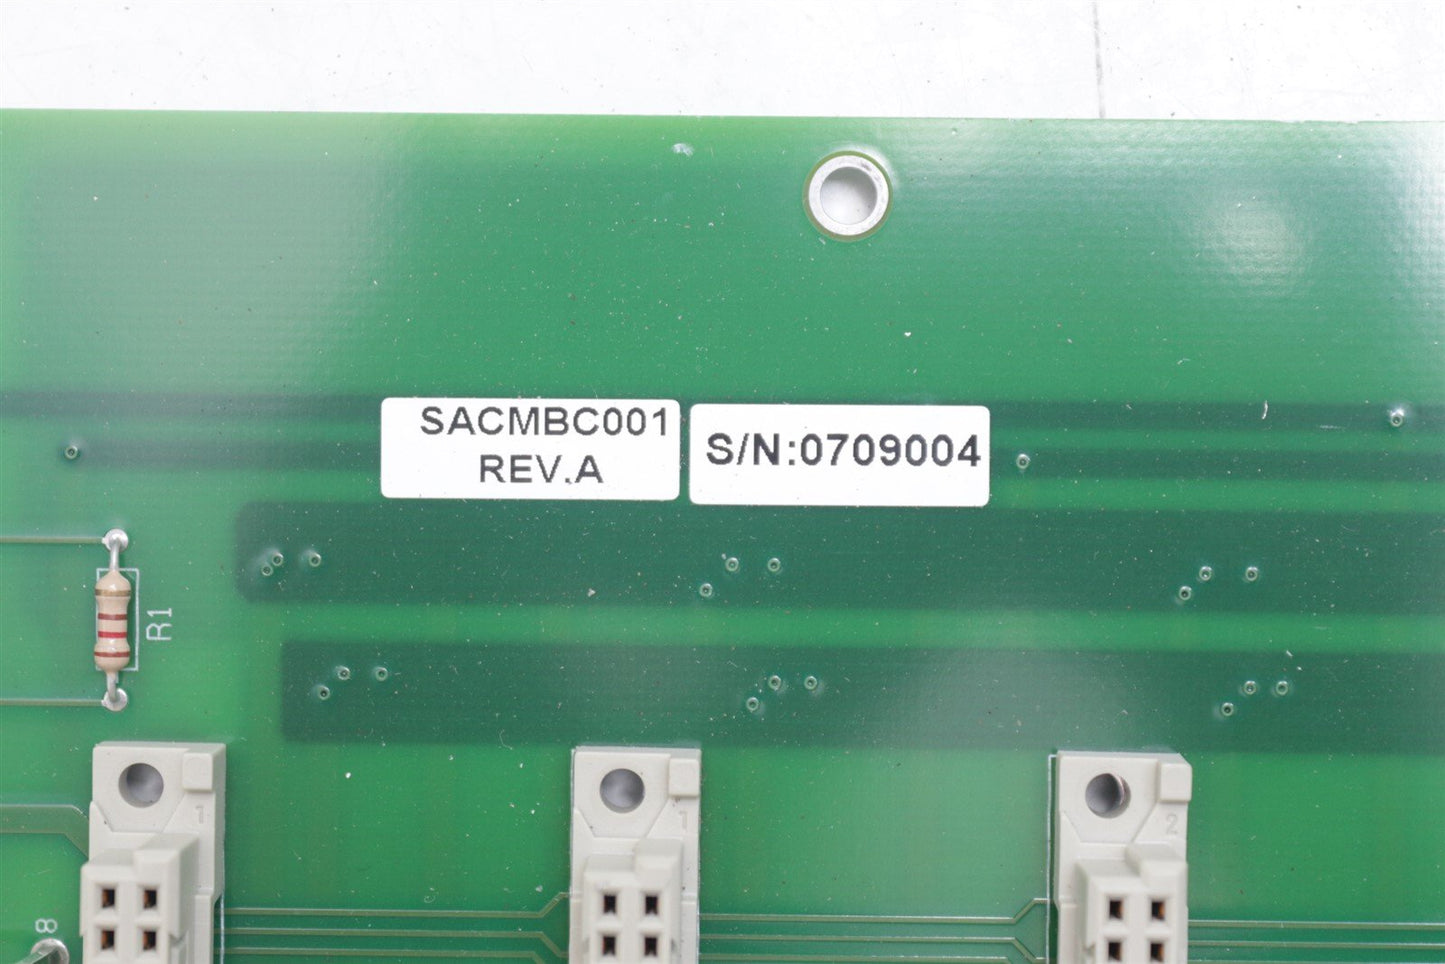 SACMBC001
REV.A
S/N:0709004
R1
1
1
2
8